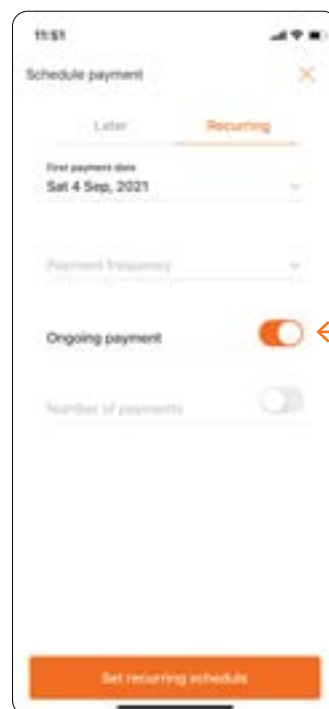 11:51
Schedule payment
Later Recurring
First payment date
Sat 4 Sep, 2021
Payment frequency
Ongoing payment
Number of payments
Set recurring schedule